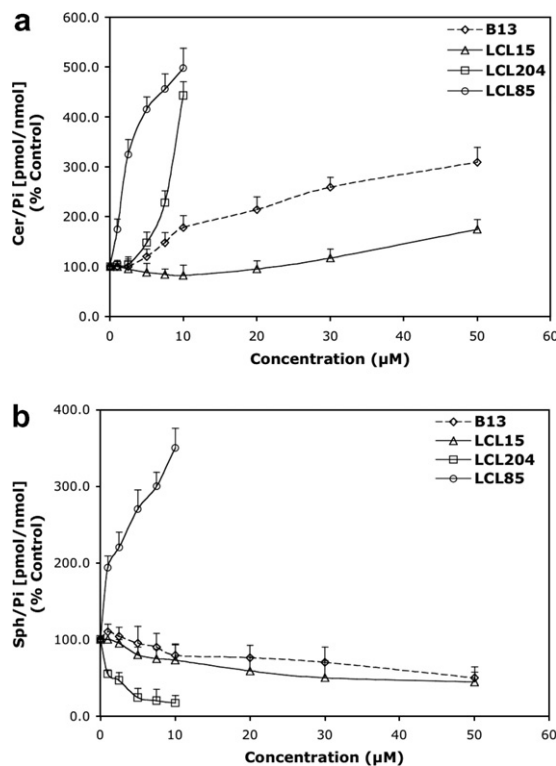 a
B13
LCL15
LCL204
LCL85
Cer/Pi [pmol/nmol]
(% Control)
600.0
500.0
400.0
300.0
200.0
100.0
0.0
0 10 20 30 40 50 60
Concentration (µM)
b
B13
LCL15
LCL204
LCL85
Sph/Pi [pmol/nmol]
(% Control)
400.0
300.0
200.0
100.0
0.0
0 10 20 30 40 50 60
Concentration (µM)